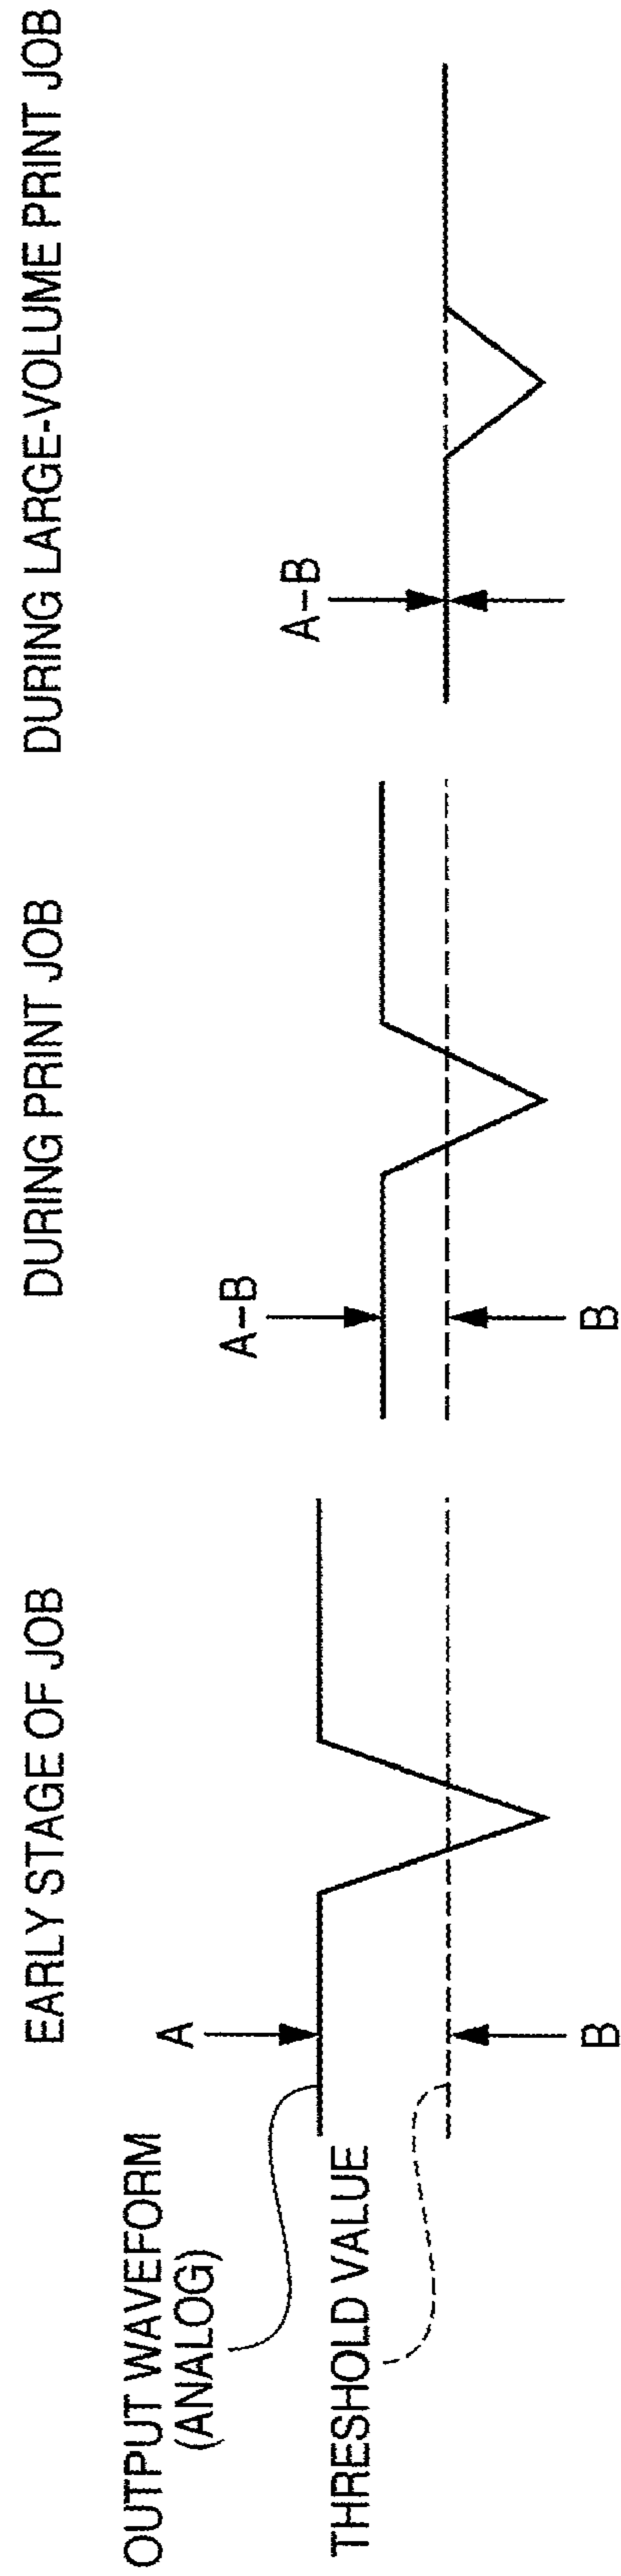 EARLY STAGE OF JOB
DURING PRINT JOB
DURING LARGE-VOLUME PRINT JOB
OUTPUT WAVEFORM
(ANALOG)
THRESHOLD VALUE
A
B
A-B
B
A-B